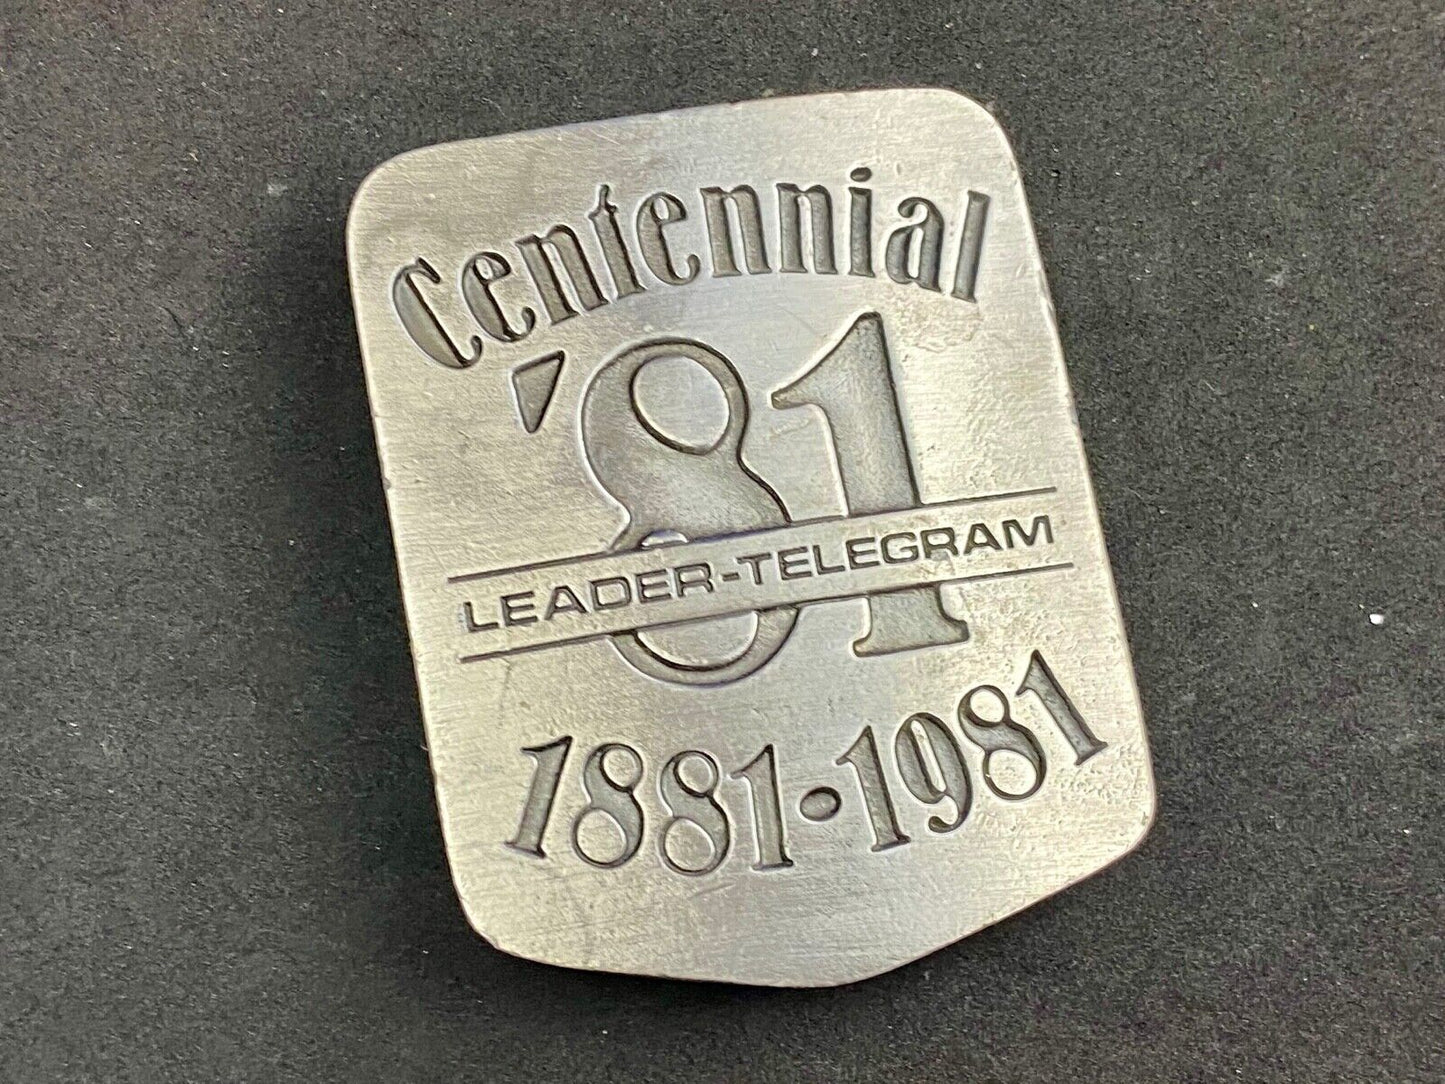 Centennial
'81
LEADER-TELEGRAM
1881•1981